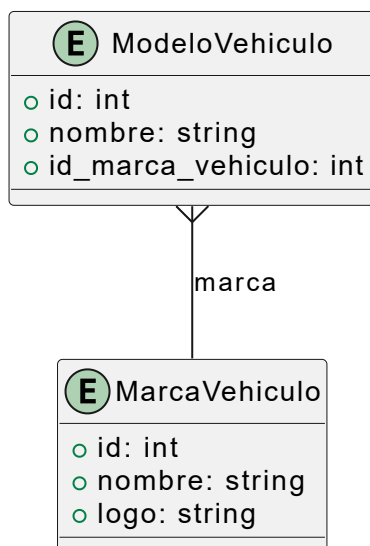 E ModeloVehiculo
id: int
nombre: string
id_marca_vehiculo: int
marca
E MarcaVehiculo
id: int
nombre: string
logo: string